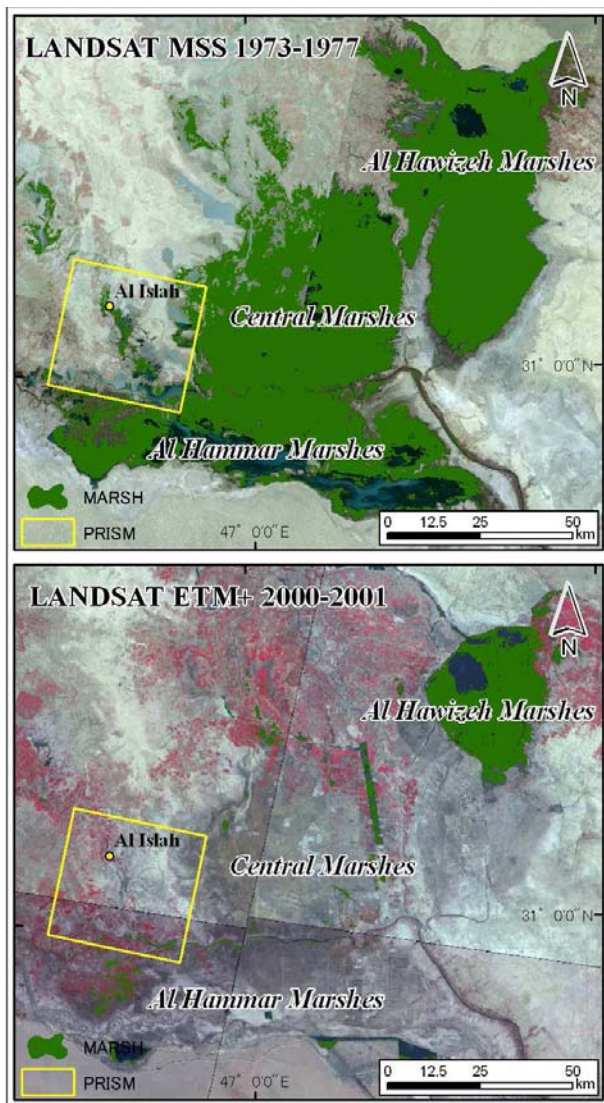 LANDSAT MSS 1973-1977
N
Al Hawizeh Marshes
Al Islah
Central Marshes
31° 0'0"N
Al Hammar Marshes
MARSH
PRISM
47° 0'0"E
0 12.5 25 50
km
LANDSAT ETM+ 2000-2001
N
Al Hawizeh Marshes
Al Islah
Central Marshes
31° 0'0"N
Al Hammar Marshes
MARSH
PRISM
47° 0'0"E
0 12.5 25 50
km